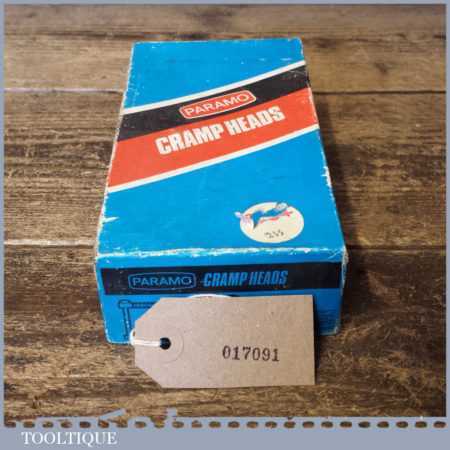 PARAMO
CRAMP HEADS
PARAMO CRAMP HEADS
017091
TOOLTIQUE